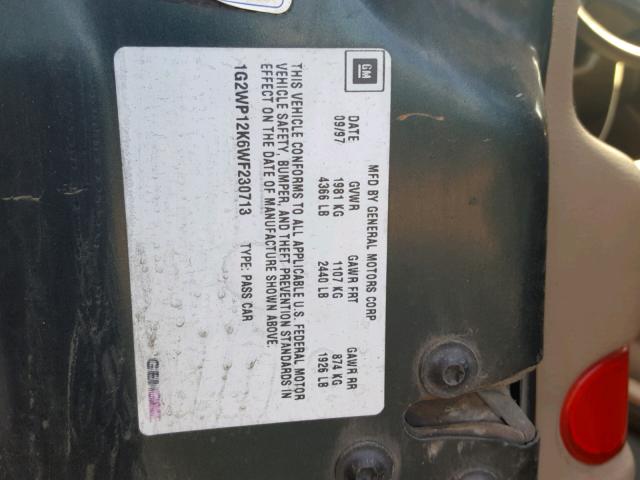 GM
MFD BY GENERAL MOTORS CORP
DATE GVWR GAWR FRT GAWR RR
09/97 1981 KG 1107 KG 874 KG
4366 LB 2440 LB 1926 LB
THIS VEHICLE CONFORMS TO ALL APPLICABLE U.S. FEDERAL MOTOR
VEHICLE SAFETY, BUMPER, AND THEFT PREVENTION STANDARDS IN
EFFECT ON THE DATE OF MANUFACTURE SHOWN ABOVE.
1G2WP12K6WF230713 TYPE: PASS CAR